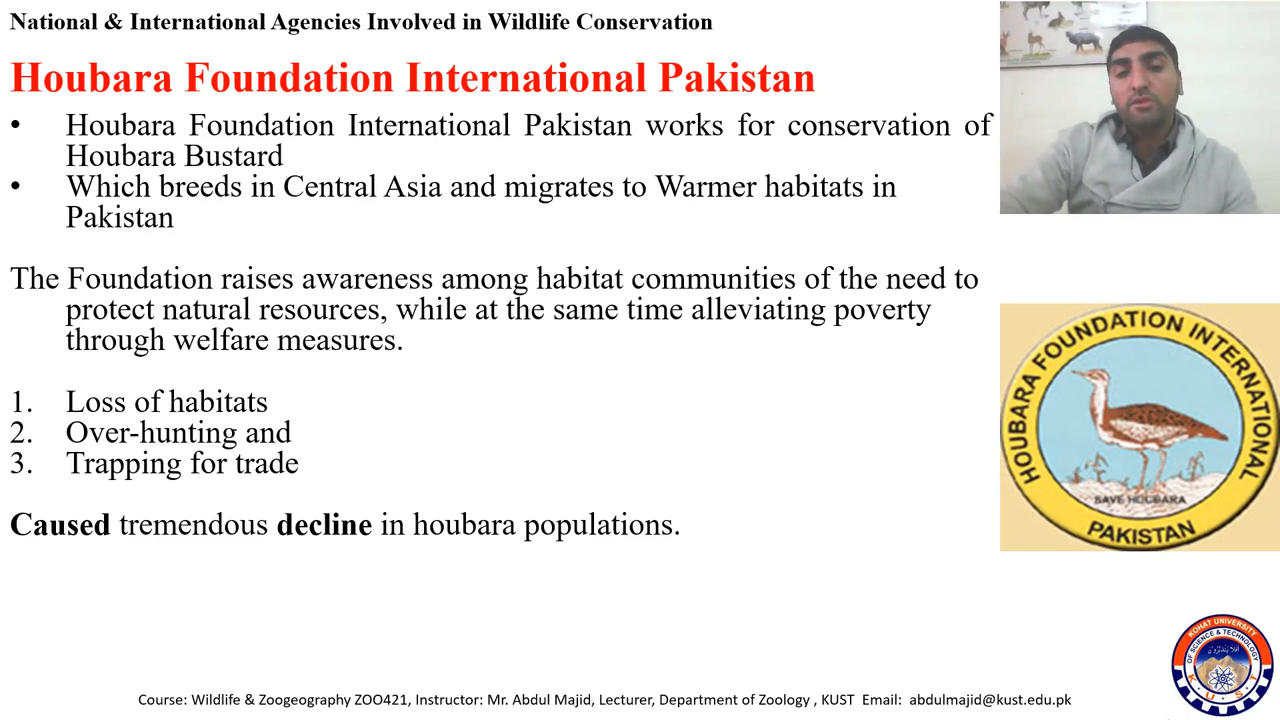 National & International Agencies Involved in Wildlife Conservation
Houbara Foundation International Pakistan
• Houbara Foundation International Pakistan works for conservation of
Houbara Bustard
• Which breeds in Central Asia and migrates to Warmer habitats in
Pakistan
The Foundation raises awareness among habitat communities of the need to
protect natural resources, while at the same time alleviating poverty
through welfare measures.
1. Loss of habitats
2. Over-hunting and
3. Trapping for trade
Caused tremendous decline in houbara populations.
HOUBARA FOUNDATION INTERNATIONAL
SAVE HOUBARA
PAKISTAN
KOHAT UNIVERSITY
OF SCIENCE & TECHNOLOGY
K U S T
Course: Wildlife & Zoogeography ZOO421, Instructor: Mr. Abdul Majid, Lecturer, Department of Zoology , KUST Email: abdulmajid@kust.edu.pk